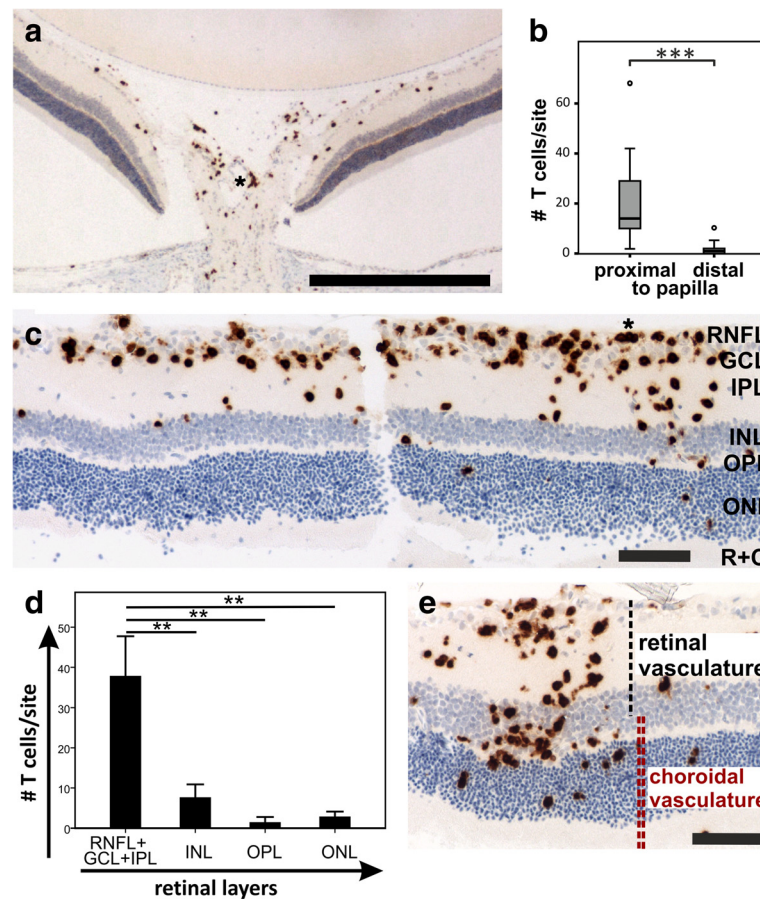 a
*
b
***
# T cells/site
60
40
20
0
proximal distal
to papilla
c
*
RNFL
GCL
IPL
INL
OPL
ONL
R+O
d
**
**
**
# T cells/site
50
40
30
20
10
0
RNFL+
GCL+IPL
INL
OPL
ONL
retinal layers
e
retinal
vasculature
choroidal
vasculature